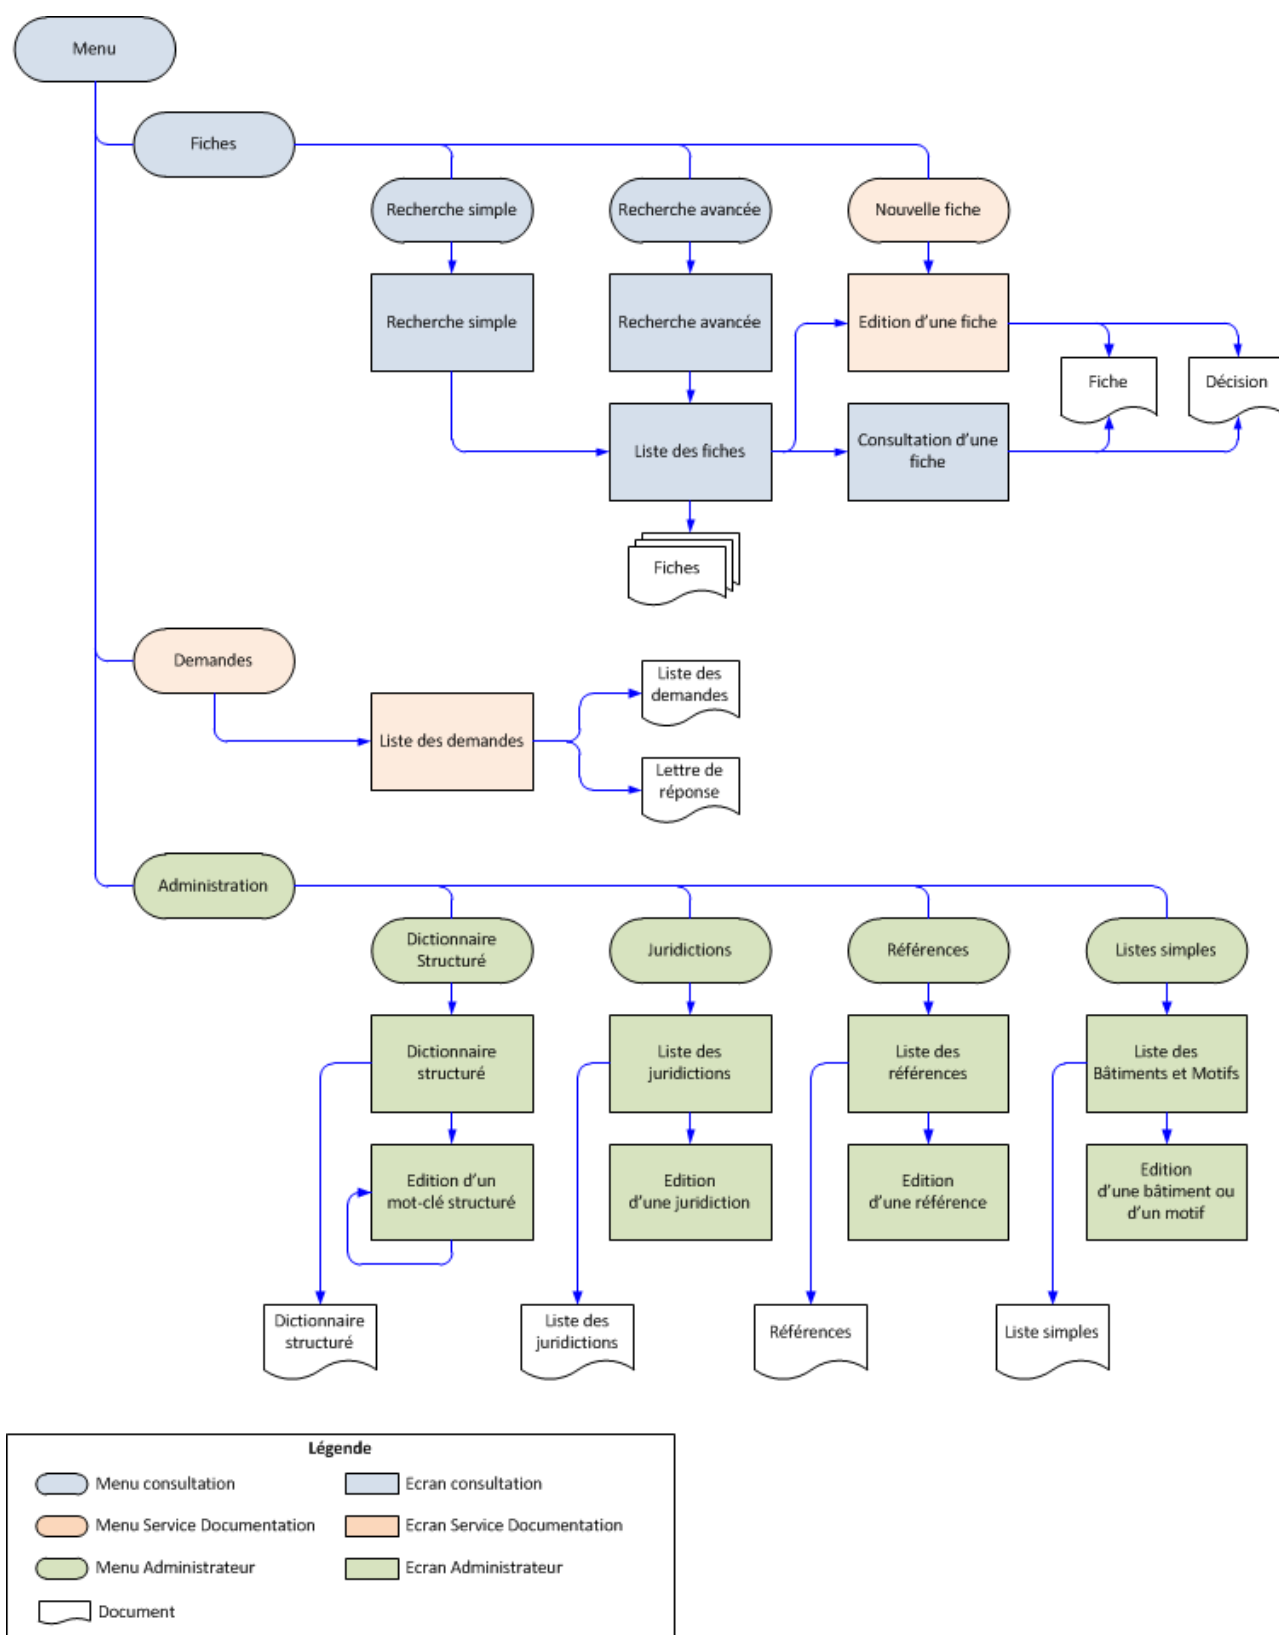 Menu
Fiches
Recherche simple
Recherche avancée
Nouvelle fiche
Recherche simple
Recherche avancée
Edition d’une fiche
Fiche
Décision
Liste des fiches
Consultation d’une
fiche
Fiches
Demandes
Liste des
demandes
Liste des demandes
Lettre de
réponse
Administration
Dictionnaire
Structuré
Juridictions
Références
Listes simples
Dictionnaire
structuré
Liste des
juridictions
Liste des
références
Liste des
Bâtiments et Motifs
Edition d’un
mot-clé structuré
Edition
d’une juridiction
Edition
d’une référence
Edition
d’une bâtiment ou
d’un motif
Dictionnaire
structuré
Liste des
juridictions
Références
Liste simples
Légende
Menu consultation
Ecran consultation
Menu Service Documentation
Ecran Service Documentation
Menu Administrateur
Ecran Administrateur
Document